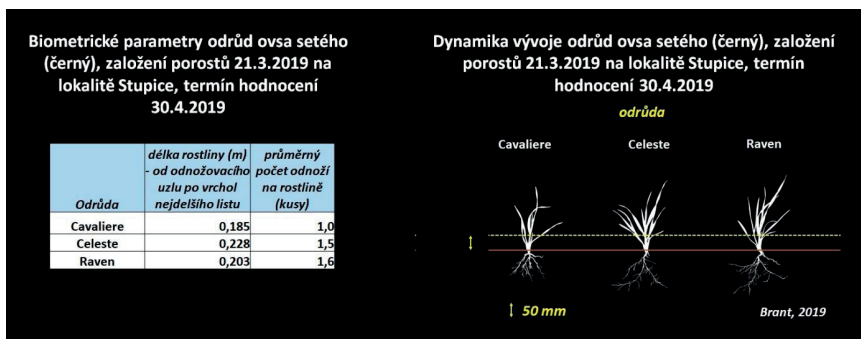 Biometrické parametry odrůd ovsa setého
(černý), založení porostů 21.3.2019 na
lokalitě Stupice, termín hodnocení
30.4.2019
Odrůda
délka rostliny (m)
- od odnožovacího
uzlu po vrchol
nejdelšího listu
průměrný
počet odnoží
na rostlině
(kusy)
Cavaliere 0,185 1,0
Celeste 0,228 1,5
Raven 0,203 1,6
Dynamika vývoje odrůd ovsa setého (černý), založení
porostů 21.3.2019 na lokalitě Stupice, termín
hodnocení 30.4.2019
odrůda
Cavaliere Celeste Raven
50 mm
Brant, 2019